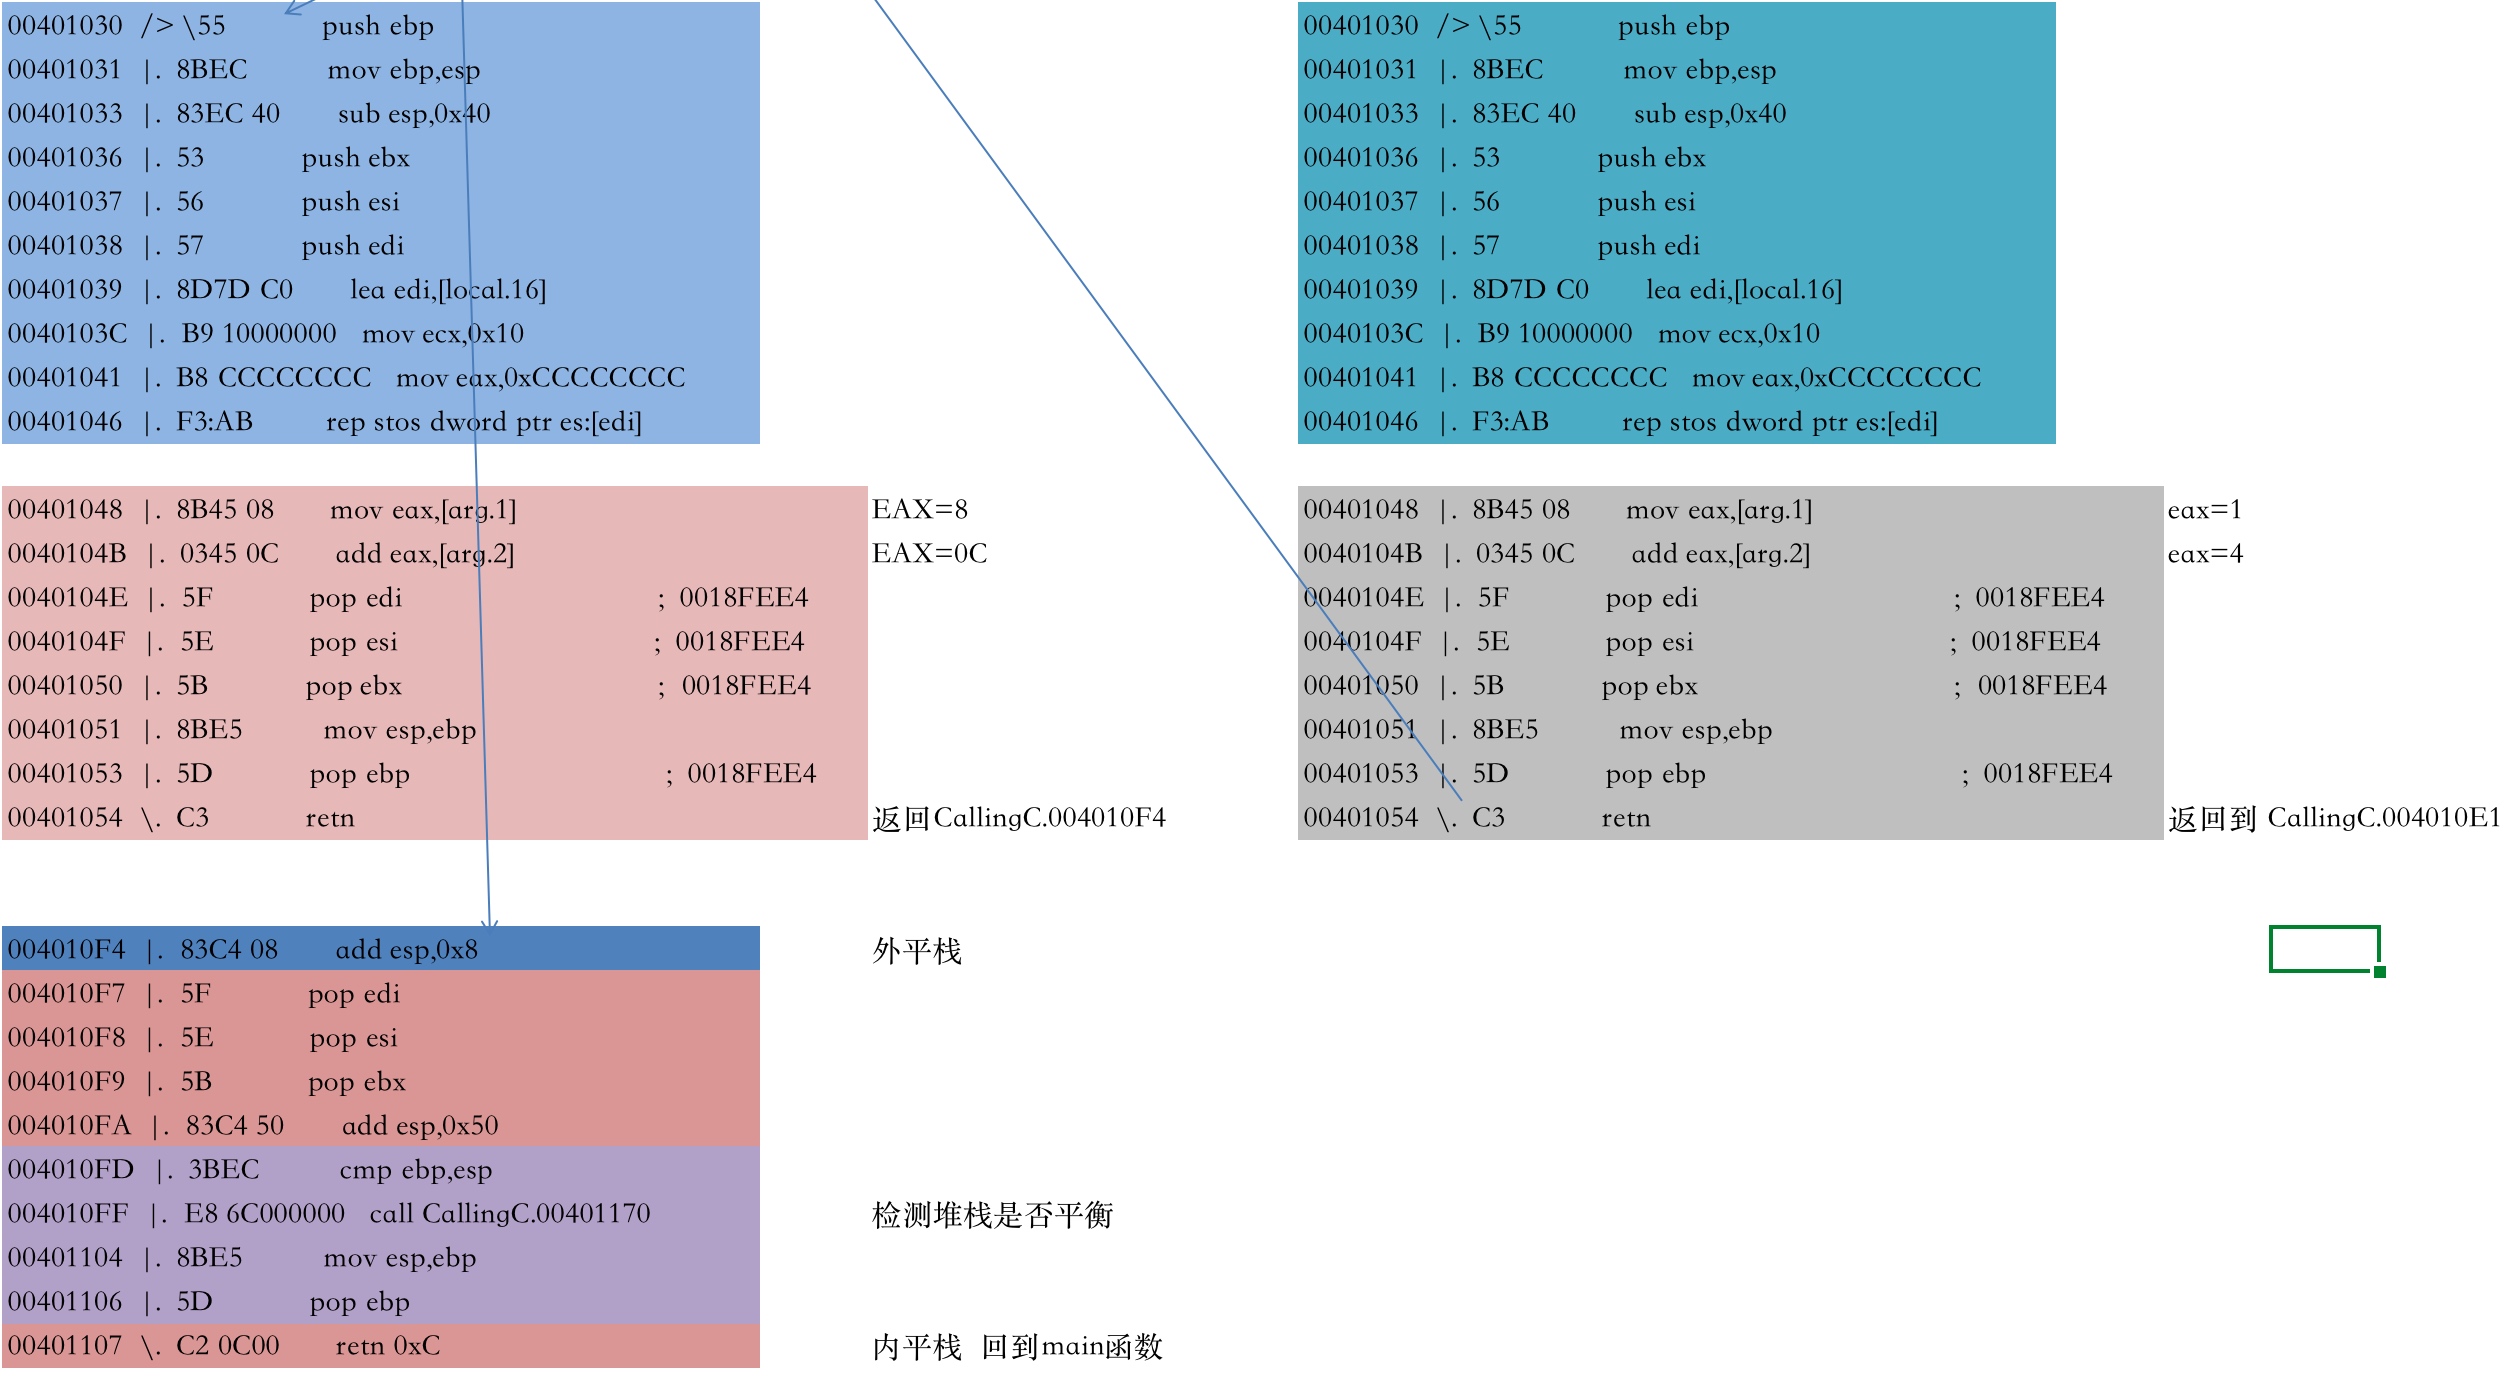 00401030 /> \55 push ebp
00401031 |. 8BEC mov ebp,esp
00401033 |. 83EC 40 sub esp,0x40
00401036 |. 53 push ebx
00401037 |. 56 push esi
00401038 |. 57 push edi
00401039 |. 8D7D C0 lea edi,[local.16]
0040103C |. B9 10000000 mov ecx,0x10
00401041 |. B8 CCCCCCCC mov eax,0xCCCCCCCC
00401046 |. F3:AB rep stos dword ptr es:[edi]
00401048 |. 8B45 08 mov eax,[arg.1] EAX=8
0040104B |. 0345 0C add eax,[arg.2] EAX=0C
0040104E |. 5F pop edi ; 0018FEE4
0040104F |. 5E pop esi ; 0018FEE4
00401050 |. 5B pop ebx ; 0018FEE4
00401051 |. 8BE5 mov esp,ebp
00401053 |. 5D pop ebp ; 0018FEE4
00401054 \. C3 retn 返回CallingC.004010F4
004010F4 |. 83C4 08 add esp,0x8 外平栈
004010F7 |. 5F pop edi
004010F8 |. 5E pop esi
004010F9 |. 5B pop ebx
004010FA |. 83C4 50 add esp,0x50
004010FD |. 3BEC cmp ebp,esp
004010FF |. E8 6C000000 call CallingC.00401170 检测堆栈是否平衡
00401104 |. 8BE5 mov esp,ebp
00401106 |. 5D pop ebp
00401107 \. C2 0C00 retn 0xC 内平栈 回到main函数
00401030 /> \55 push ebp
00401031 |. 8BEC mov ebp,esp
00401033 |. 83EC 40 sub esp,0x40
00401036 |. 53 push ebx
00401037 |. 56 push esi
00401038 |. 57 push edi
00401039 |. 8D7D C0 lea edi,[local.16]
0040103C |. B9 10000000 mov ecx,0x10
00401041 |. B8 CCCCCCCC mov eax,0xCCCCCCCC
00401046 |. F3:AB rep stos dword ptr es:[edi]
00401048 |. 8B45 08 mov eax,[arg.1] eax=1
0040104B |. 0345 0C add eax,[arg.2] eax=4
0040104E |. 5F pop edi ; 0018FEE4
0040104F |. 5E pop esi ; 0018FEE4
00401050 |. 5B pop ebx ; 0018FEE4
00401051 |. 8BE5 mov esp,ebp
00401053 |. 5D pop ebp ; 0018FEE4
00401054 \. C3 retn 返回到 CallingC.004010E1